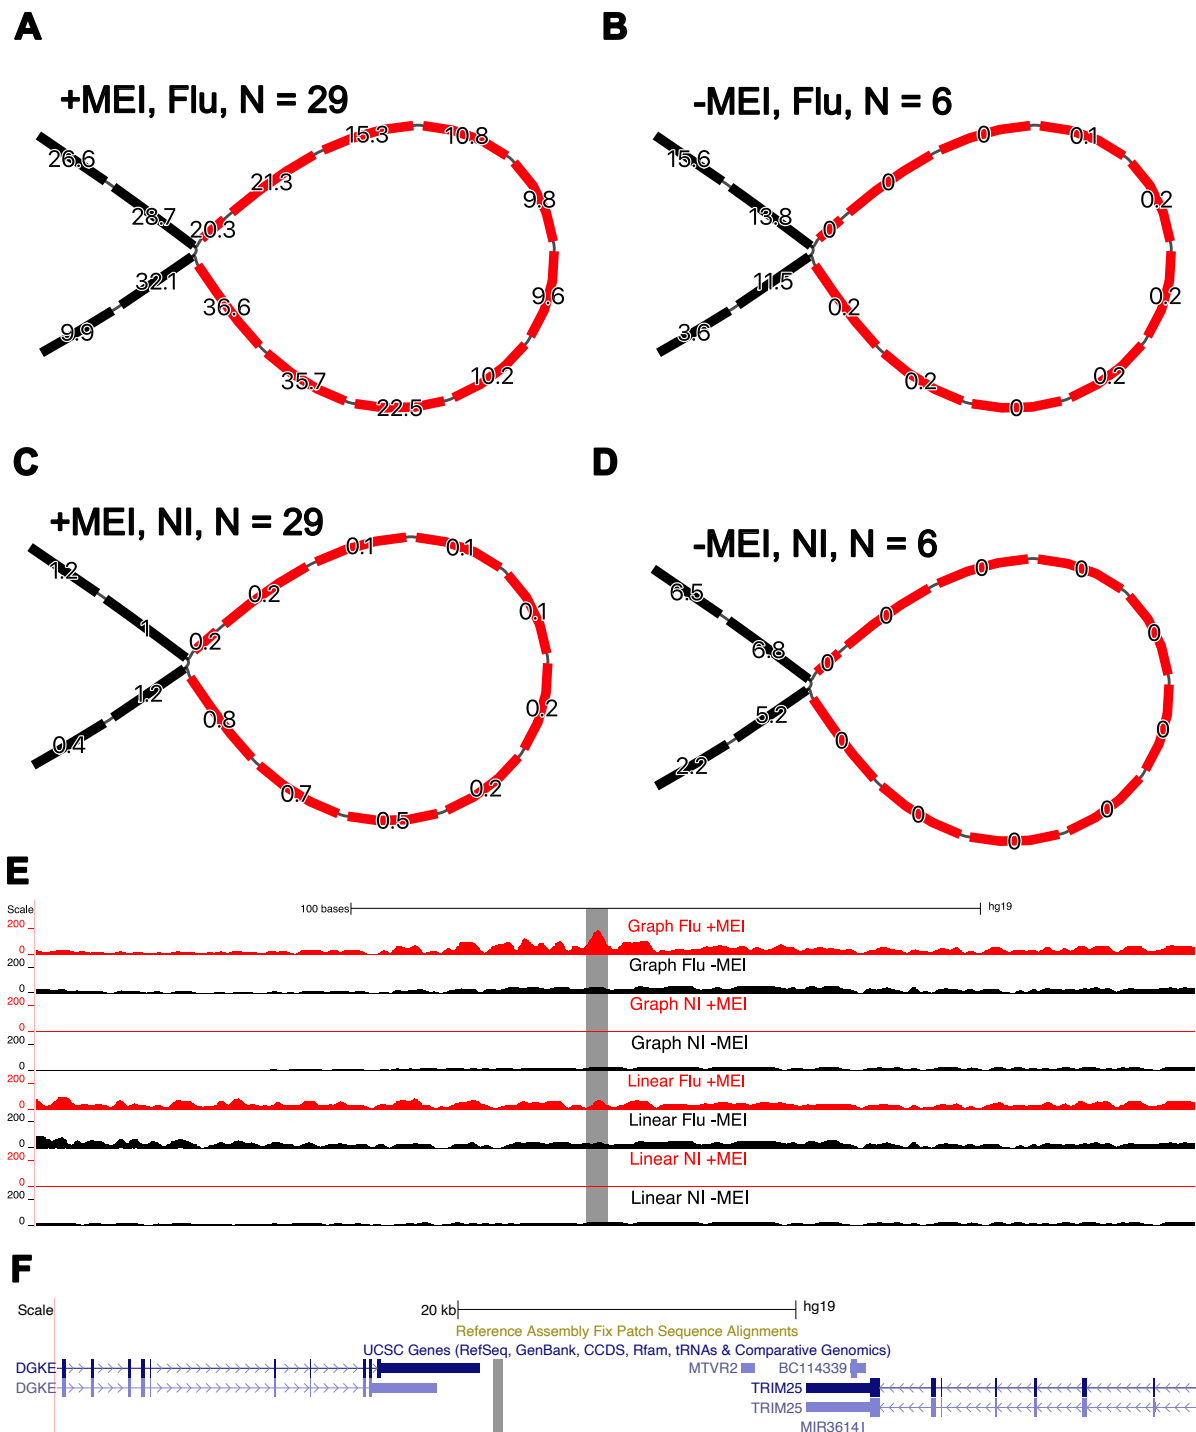 A
B
+MEI, Flu, N = 29
-MEI, Flu, N = 6
26.6
28.7
20.3
21.3
15.3
10.8
9.8
9.6
10.2
22.5
35.7
36.6
32.1
9.9
15.6
13.8
0
0
0
0.1
0.2
0.2
0.2
0
0.2
0.2
11.5
3.6
C
D
+MEI, NI, N = 29
-MEI, NI, N = 6
1.2
1
0.2
0.2
0.1
0.1
0.1
0.2
0.2
0.5
0.7
0.8
1.2
0.4
6.5
6.8
0
0
0
0
0
0
0
0
0
0
5.2
2.2
E
Scale
100 bases
hg19
200
Graph Flu +MEI
0
200
Graph Flu -MEI
0
200
Graph NI +MEI
0
200
Graph NI -MEI
0
200
Linear Flu +MEI
0
200
Linear Flu -MEI
0
200
Linear NI +MEI
0
200
Linear NI -MEI
0
F
Scale
20 kb
hg19
Reference Assembly Fix Patch Sequence Alignments
UCSC Genes (RefSeq, GenBank, CCDS, Rfam, tRNAs & Comparative Genomics)
DGKE
MTVR2
BC114339
DGKE
TRIM25
TRIM25
MIR3614